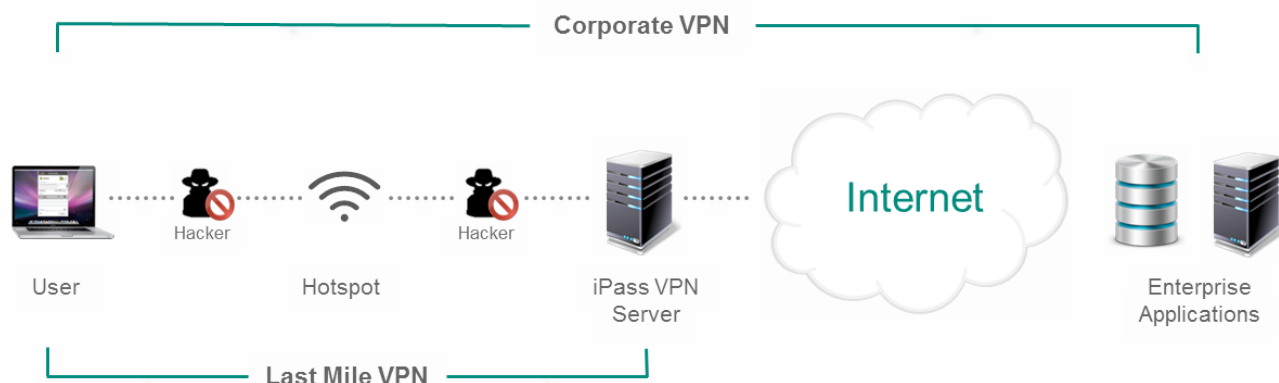 Corporate VPN
Internet
Hacker
Hacker
User
Hotspot
iPass VPN
Server
Enterprise
Applications
Last Mile VPN